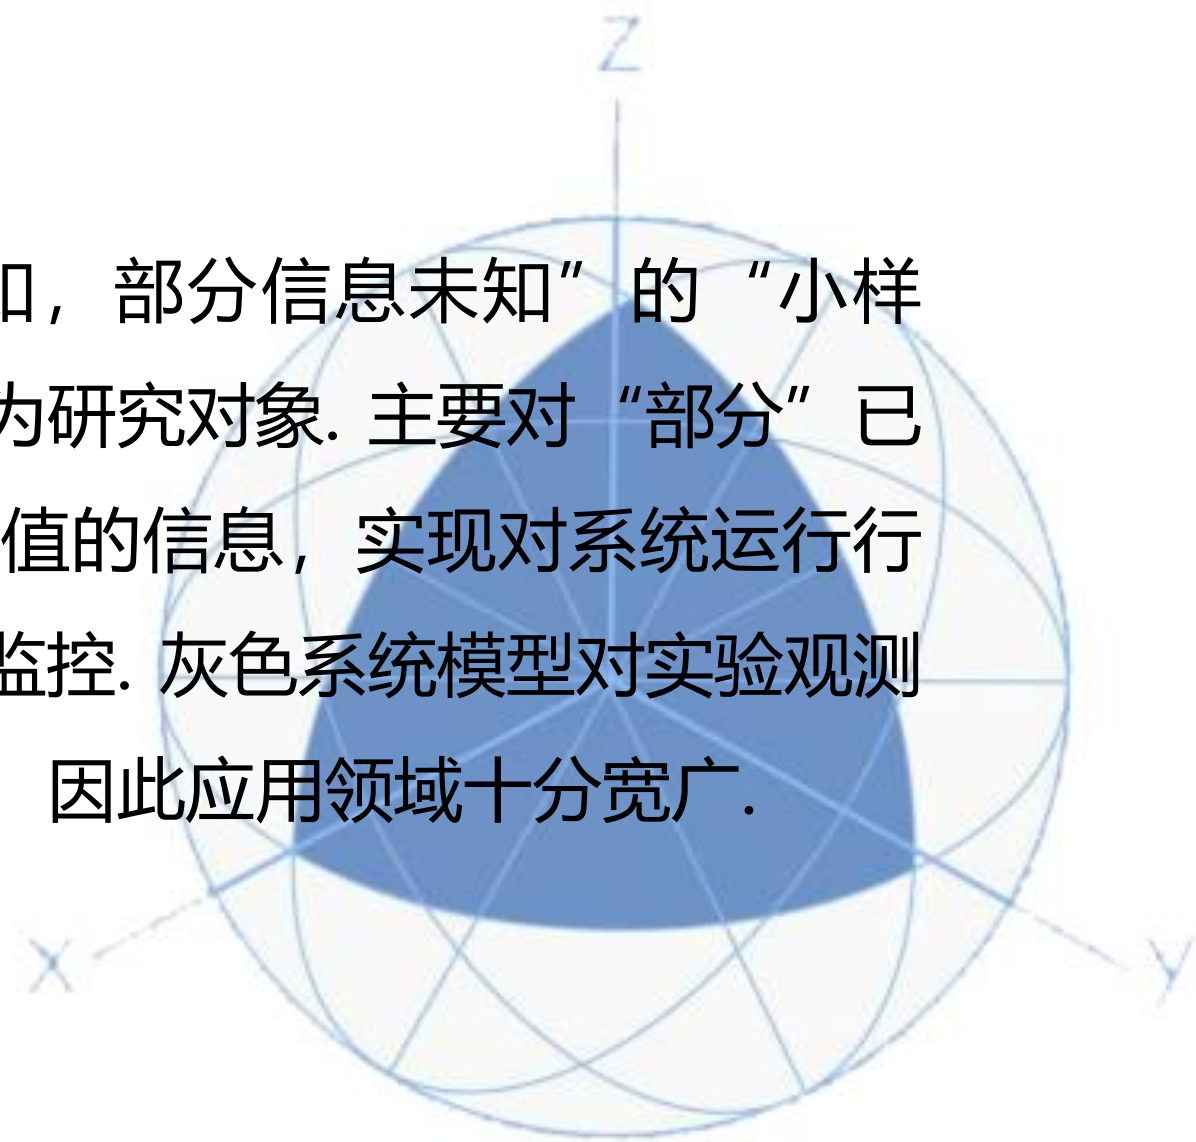 Z
知，部分信息未知”的“小样
为研究对象. 主要对“部分”已
值的信息，实现对系统运行行
监控. 灰色系统模型对实验观测
因此应用领域十分宽广.
X
y